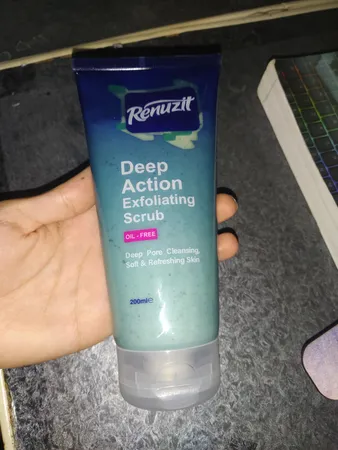 Renuzit
Deep
Action
Exfoliating
Scrub
OIL - FREE
Deep Pore Cleansing,
Soft & Refreshing Skin
200ml℮